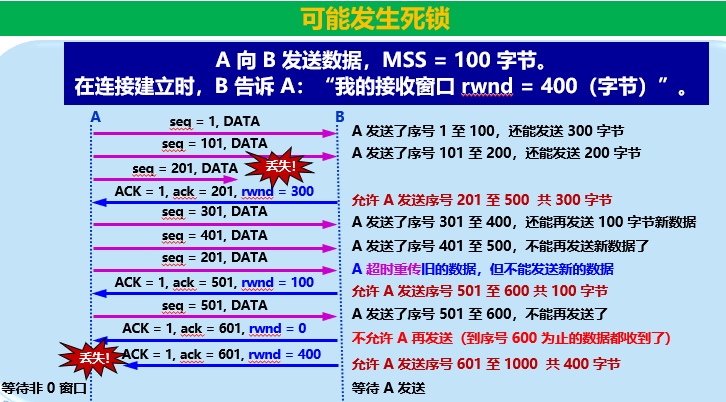 可能发生死锁
A 向 B 发送数据，MSS = 100 字节。
在连接建立时，B 告诉 A：“我的接收窗口 rwnd = 400（字节）”。
A
B
seq = 1, DATA
A 发送了序号 1 至 100，还能发送 300 字节
seq = 101, DATA
A 发送了序号 101 至 200，还能发送 200 字节
seq = 201, DATA
丢失！
ACK = 1, ack = 201, rwnd = 300
允许 A 发送序号 201 至 500 共 300 字节
seq = 301, DATA
A 发送了序号 301 至 400，还能再发送 100 字节新数据
seq = 401, DATA
A 发送了序号 401 至 500，不能再发送新数据了
seq = 201, DATA
A 超时重传旧的数据，但不能发送新的数据
ACK = 1, ack = 501, rwnd = 100
允许 A 发送序号 501 至 600 共 100 字节
seq = 501, DATA
A 发送了序号 501 至 600，不能再发送了
ACK = 1, ack = 601, rwnd = 0
不允许 A 再发送（到序号 600 为止的数据都收到了）
丢失！
ACK = 1, ack = 601, rwnd = 400
允许 A 发送序号 601 至 1000 共 400 字节
等待非 0 窗口
等待 A 发送